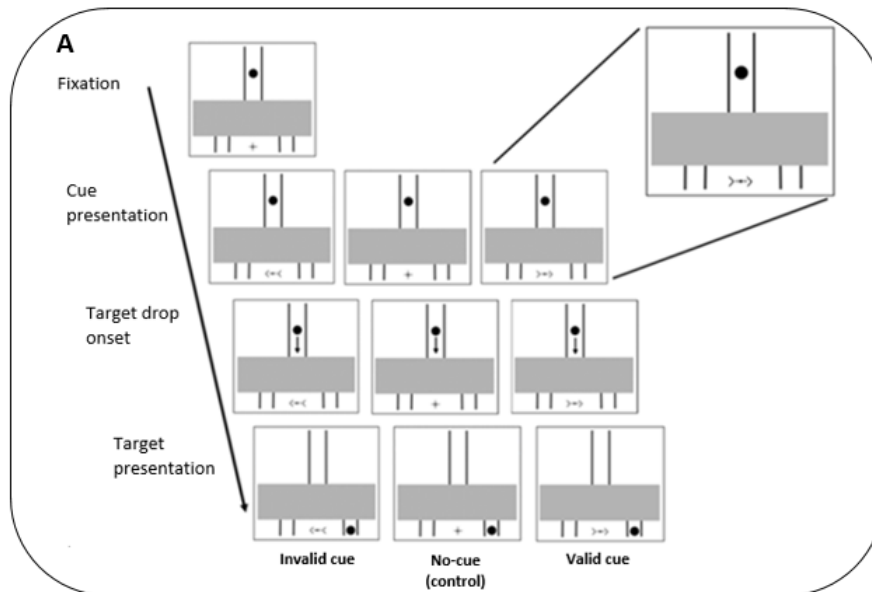 A
Fixation
Cue
presentation
Target drop
onset
Target
presentation
Invalid cue
No-cue
(control)
Valid cue